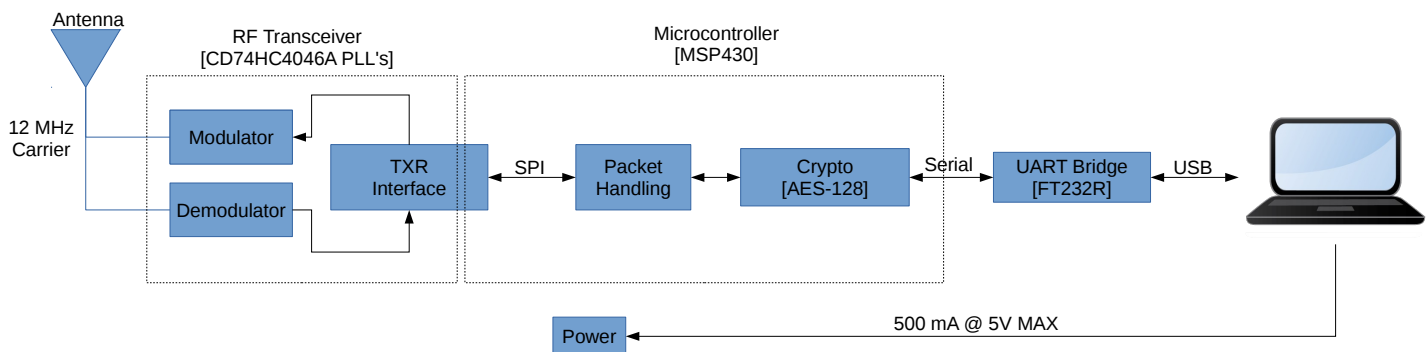 Antenna
RF Transceiver
[CD74HC4046A PLL's]
Microcontroller
[MSP430]
12 MHz
Carrier
Modulator
Demodulator
TXR
Interface
SPI
Packet
Handling
Crypto
[AES-128]
Serial
UART Bridge
[FT232R]
USB
Power
500 mA @ 5V MAX